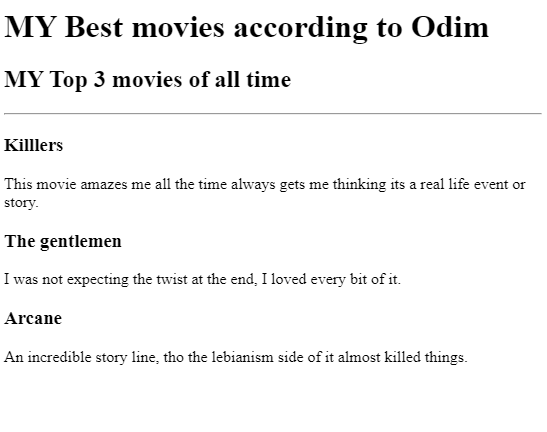 MY Best movies according to Odim
MY Top 3 movies of all time
Killlers
This movie amazes me all the time always gets me thinking its a real life event or
story.
The gentlemen
I was not expecting the twist at the end, I loved every bit of it.
Arcane
An incredible story line, tho the lebianism side of it almost killed things.